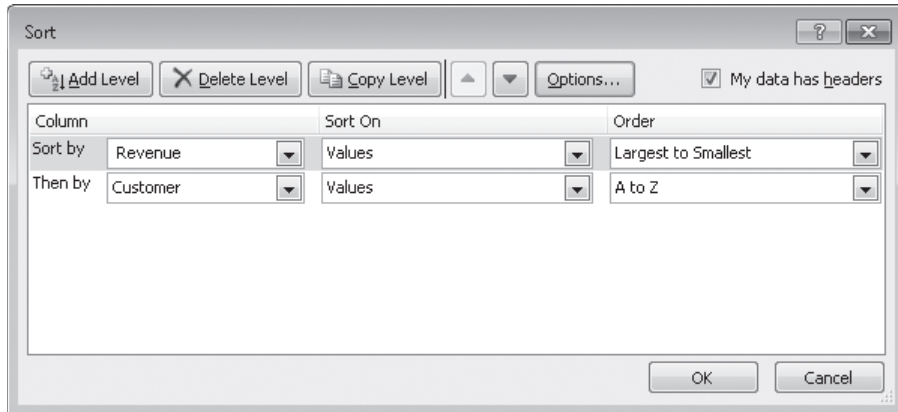 Sort
Add Level Delete Level Copy Level Options... My data has headers
Column Sort On Order
Sort by Revenue Values Largest to Smallest
Then by Customer Values A to Z
OK Cancel